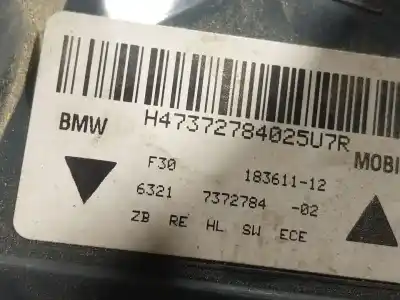 BMW H47372784025U7R MOBI
F30 183611-12
6321 7372784 -02
ZB RE HL SW ECE